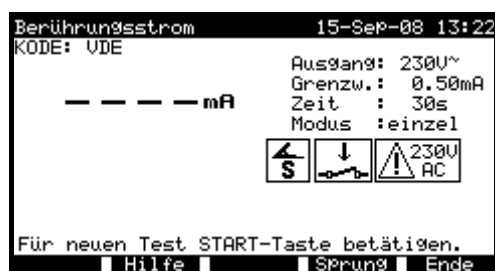 Berührungsstrom 15-Sep-08 13:22
KODE: VDE
Ausgang: 230V~
Grenzw.: 0.50mA
– – – – mA
Zeit : 30s
Modus :einzel
S
230V
AC
Für neuen Test START-Taste betätigen.
Hilfe Sprung Ende